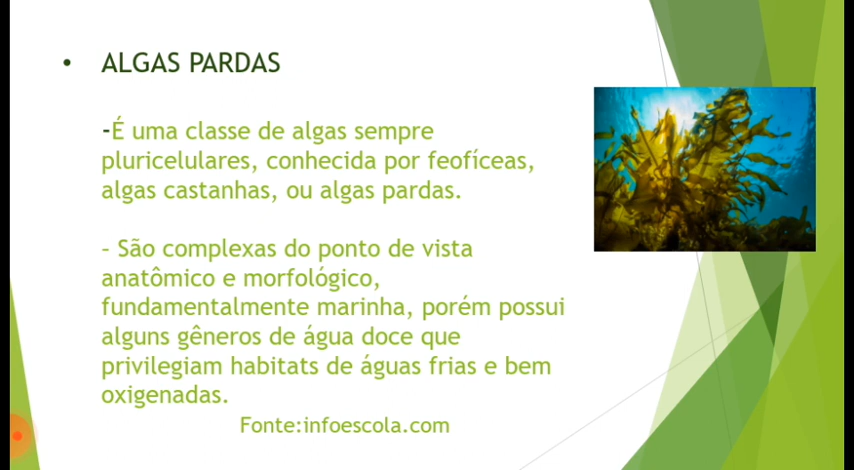 • ALGAS PARDAS
-É uma classe de algas sempre
pluricelulares, conhecida por feofíceas,
algas castanhas, ou algas pardas.
– São complexas do ponto de vista
anatômico e morfológico,
fundamentalmente marinha, porém possui
alguns gêneros de água doce que
privilegiam habitats de águas frias e bem
oxigenadas.
Fonte:infoescola.com